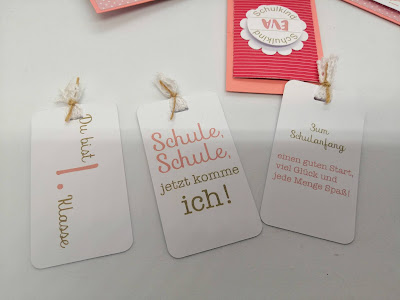 Schulkind
EVA
Schulkind
Du bist
1.
Klasse
Schule,
Schule,
jetzt komme
ich!
Zum
Schulanfang
einen guten Start,
viel Glück und
jede Menge Spaß!